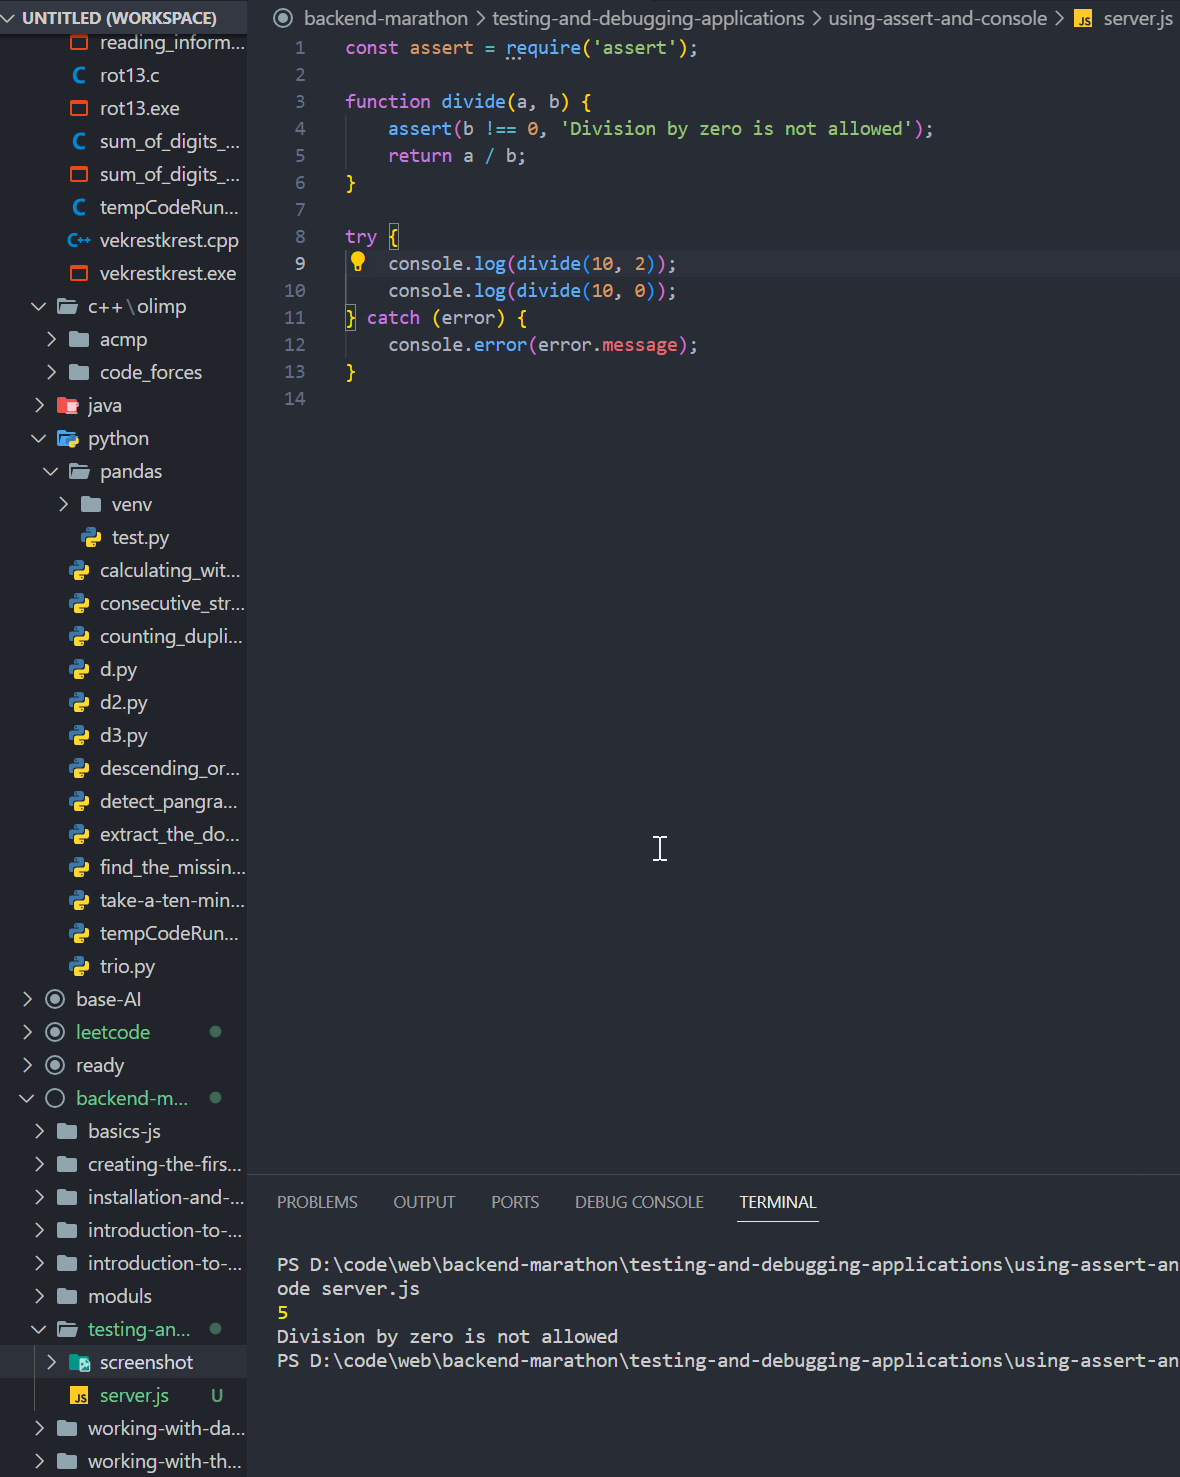 UNTITLED (WORKSPACE)
reading_inform...
rot13.c
rot13.exe
sum_of_digits_...
sum_of_digits_...
tempCodeRun...
vekrestkrest.cpp
vekrestkrest.exe
c++\olimp
acmp
code_forces
java
python
pandas
venv
test.py
calculating_wit...
consecutive_str...
counting_dupli...
d.py
d2.py
d3.py
descending_or...
detect_pangra...
extract_the_do...
find_the_missin...
take-a-ten-min...
tempCodeRun...
trio.py
base-AI
leetcode
ready
backend-m...
basics-js
creating-the-firs...
installation-and-...
introduction-to-...
introduction-to-...
moduls
testing-an...
screenshot
server.js U
working-with-da...
working-with-th...
backend-marathon > testing-and-debugging-applications > using-assert-and-console > JS server.js
1 const assert = require('assert');
2
3 function divide(a, b) {
4 assert(b !== 0, 'Division by zero is not allowed');
5 return a / b;
6 }
7
8 try {
9 console.log(divide(10, 2));
10 console.log(divide(10, 0));
11 } catch (error) {
12 console.error(error.message);
13 }
14
PROBLEMS OUTPUT PORTS DEBUG CONSOLE TERMINAL
PS D:\code\web\backend-marathon\testing-and-debugging-applications\using-assert-an
ode server.js
5
Division by zero is not allowed
PS D:\code\web\backend-marathon\testing-and-debugging-applications\using-assert-an